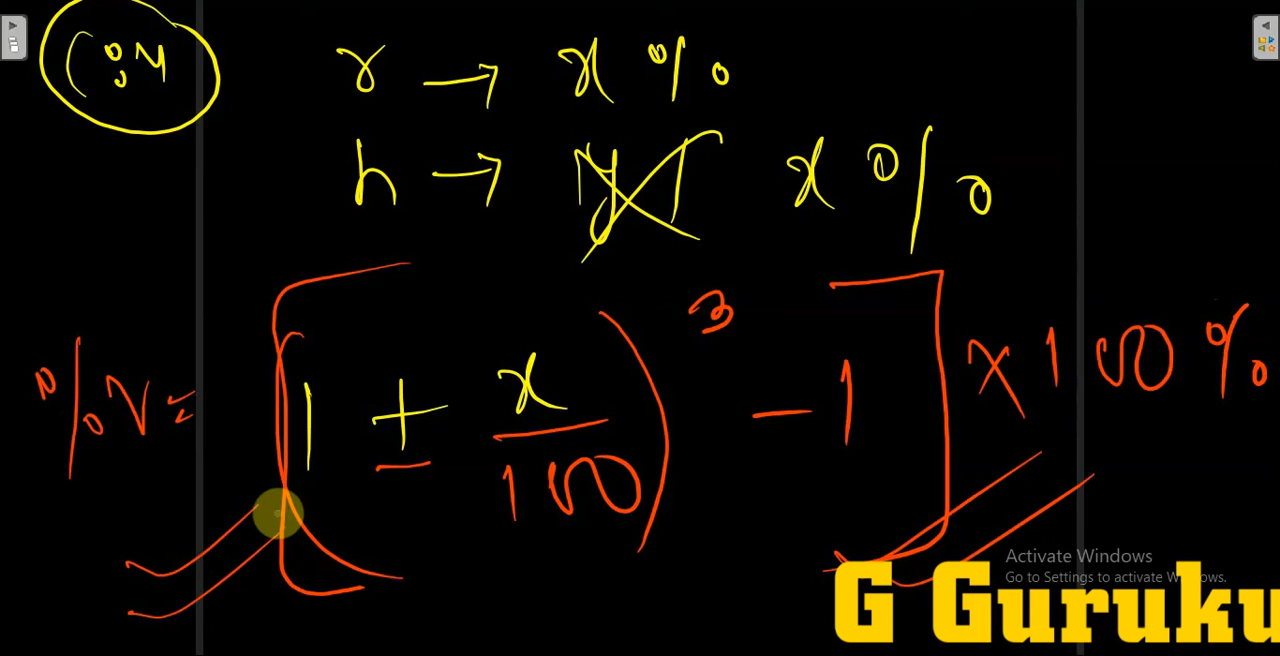 r → x %
h → x %
% V = [ ( 1 ± x/100 )³ - 1 ] × 100 %
Activate Windows
Go to Settings to activate Windows.
G Guruku